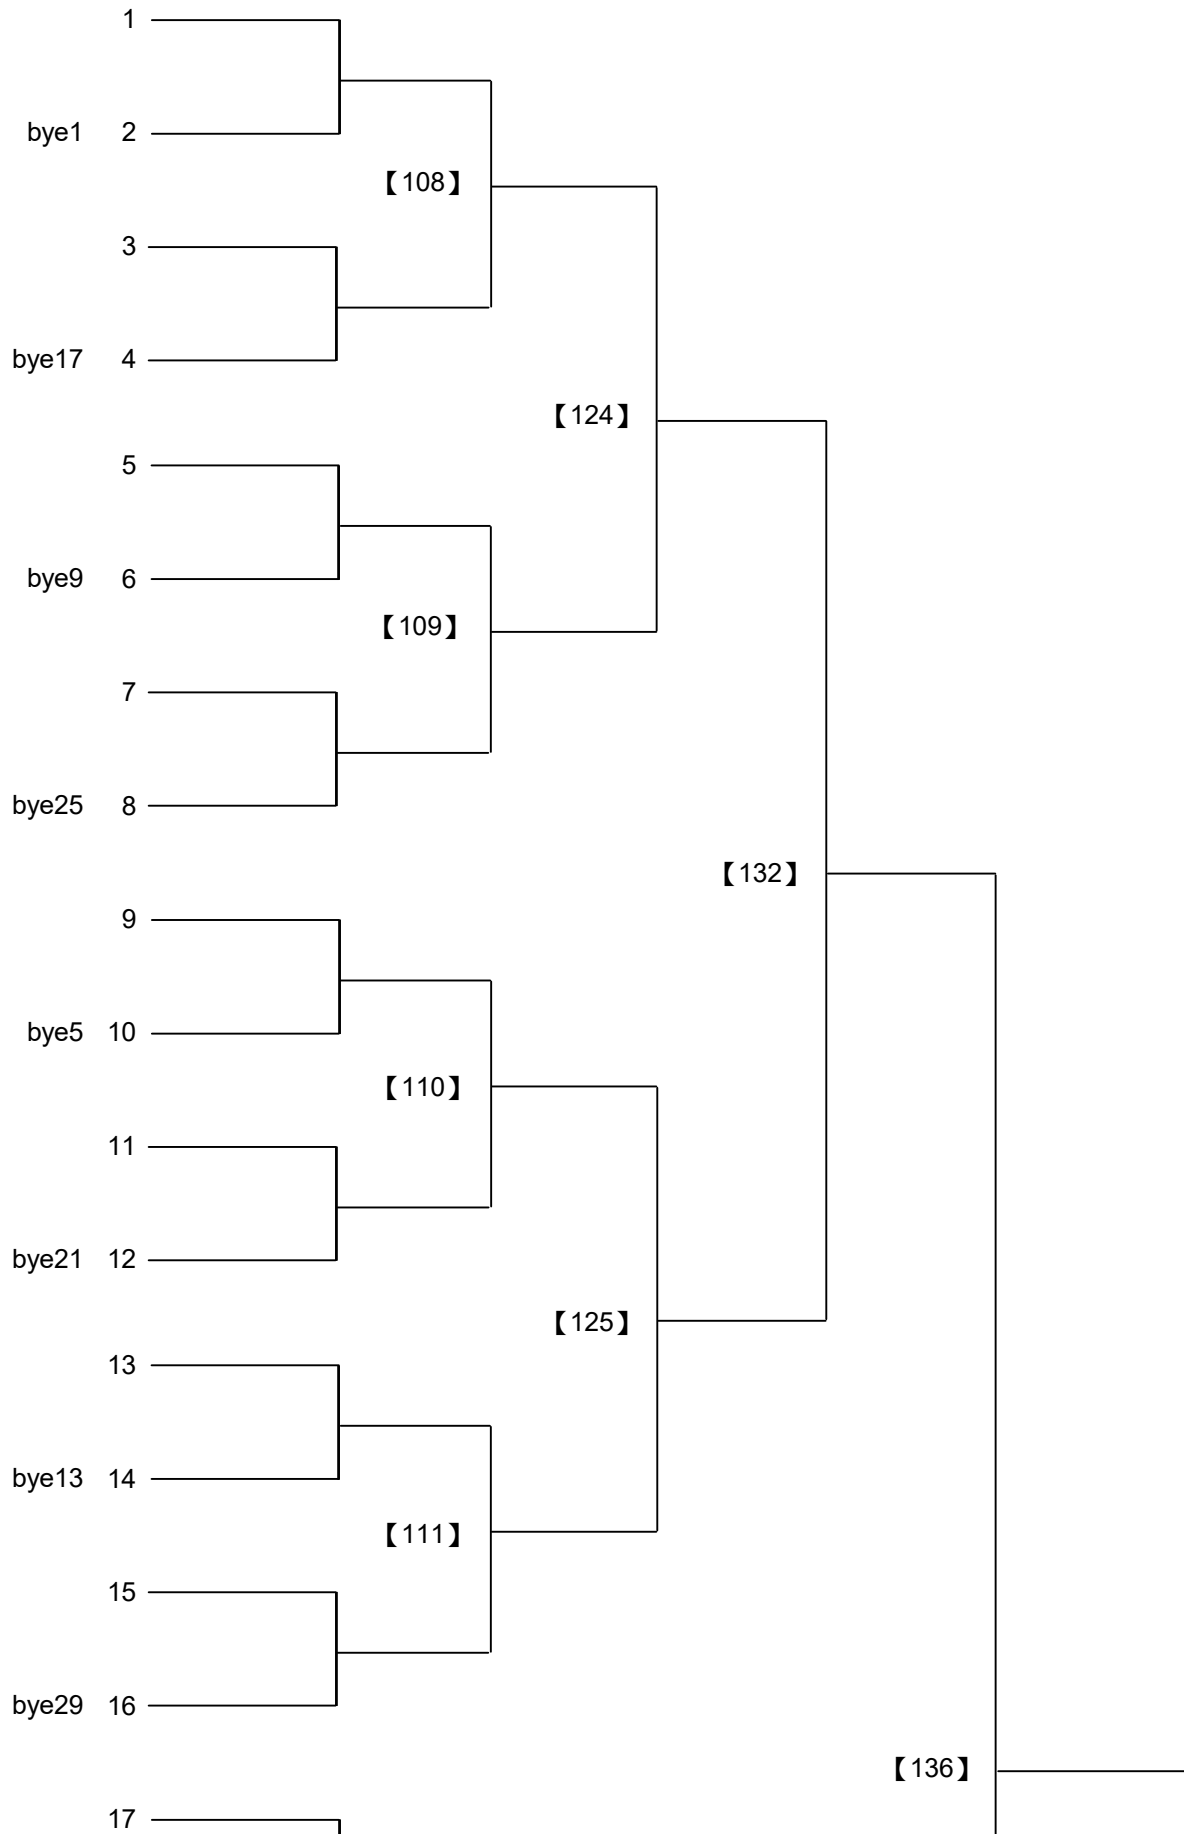 1
bye1 2
【108】
3
bye17 4
【124】
5
bye9 6
【109】
7
bye25 8
【132】
9
bye5 10
【110】
11
bye21 12
【125】
13
bye13 14
【111】
15
bye29 16
【136】
17